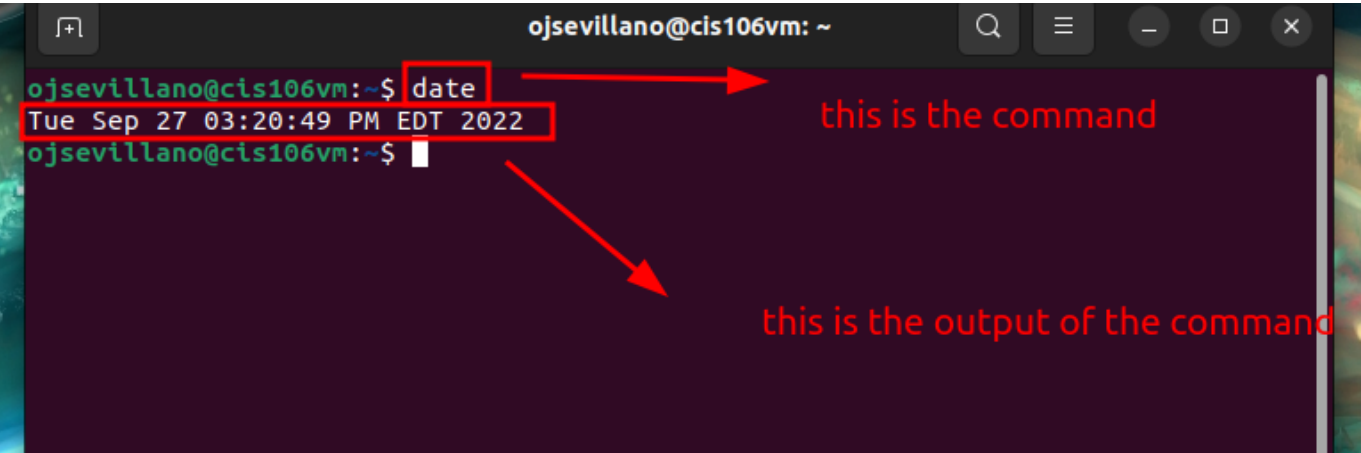 ojsevillano@cis106vm: ~
ojsevillano@cis106vm:~$ date
this is the command
Tue Sep 27 03:20:49 PM EDT 2022
ojsevillano@cis106vm:~$
this is the output of the command